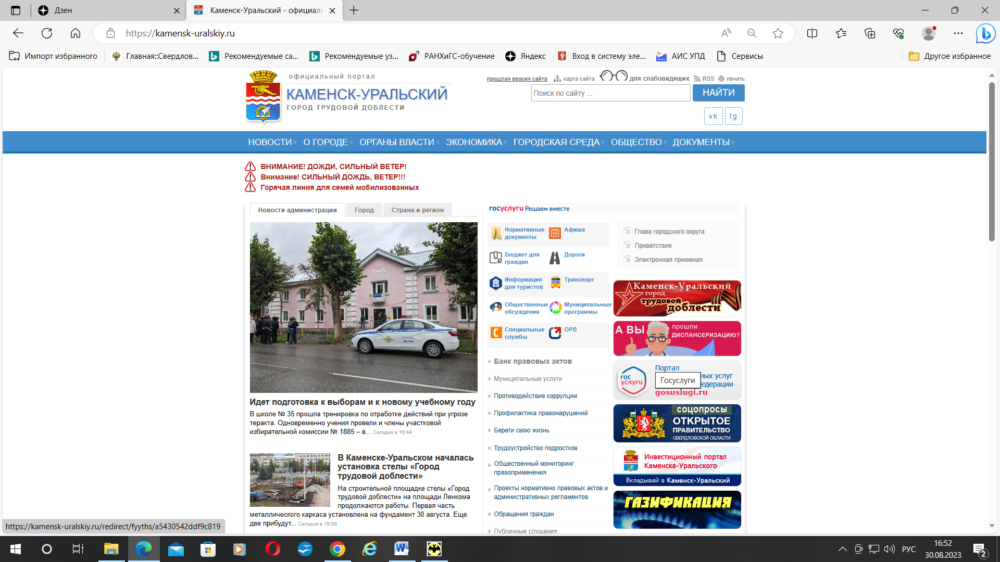 Дзен
Каменск-Уральский - официаль
https://kamensk-uralskiy.ru
Импорт избранного
Главная::Свердлов...
Рекомендуемые са...
Рекомендуемые уз...
РАНХиГС-обучение
Яндекс
Вход в систему эле...
АИС УПД
Сервисы
Другое избранное
официальный портал
КАМЕНСК-УРАЛЬСКИЙ
ГОРОД ТРУДОВОЙ ДОБЛЕСТИ
прошлая версия сайта
карта сайта
для слабовидящих
RSS
печать
Поиск по сайту ...
НАЙТИ
vk
tg
НОВОСТИ
О ГОРОДЕ
ОРГАНЫ ВЛАСТИ
ЭКОНОМИКА
ГОРОДСКАЯ СРЕДА
ОБЩЕСТВО
ДОКУМЕНТЫ
ВНИМАНИЕ! ДОЖДИ, СИЛЬНЫЙ ВЕТЕР!
Внимание! СИЛЬНЫЙ ДОЖДЬ, ВЕТЕР!!!
Горячая линия для семей мобилизованных
Новости администрации
Город
Страна и регион
Идет подготовка к выборам и к новому учебному году
В школе № 35 прошла тренировка по отработке действий при угрозе
теракта. Одновременно учения провели и члены участковой
избирательной комиссии № 1885 – в... Сегодня в 16:44
В Каменске-Уральском началась
установка стелы «Город
трудовой доблести»
На строительной площадке стелы «Город
трудовой доблести» на площади Ленкома
продолжаются работы. Первая часть
металлического каркаса установлена на фундамент 30 августа. Еще
две прибудут... Сегодня в 15:59
госуслуги Решаем вместе
Нормативные
документы
Афиша
Бюджет для
граждан
Дороги
Информация
для туристов
Транспорт
Общественные
обсуждения
Муниципальные
программы
Специальные
службы
ОРВ
» Банк правовых актов
» Муниципальные услуги
» Противодействие коррупции
» Профилактика правонарушений
» Береги свою жизнь
» Трудоустройство подростков
» Общественный мониторинг
правоприменения
» Проекты нормативно правовых актов и
административных регламентов
» Обращения граждан
» Публичные слушания
Глава городского округа
Приветствие
Электронная приемная
Каменск-Уральский
город
трудовой
доблести
А ВЫ
прошли
ДИСПАНСЕРИЗАЦИЮ?
гос
услуги
Портал
ных услуг
едерации
Госуслуги
gosuslugi.ru
СОЦОПРОСЫ
ОТКРЫТОЕ
ПРАВИТЕЛЬСТВО
СВЕРДЛОВСКОЙ ОБЛАСТИ
Инвестиционный портал
Каменска-Уральского
Вкладывай в Каменск-Уральский
ГАЗИФИКАЦИЯ
https://kamensk-uralskiy.ru/redirect/fyyths/a5430542ddf9c819
РУС
16:52
30.08.2023
2